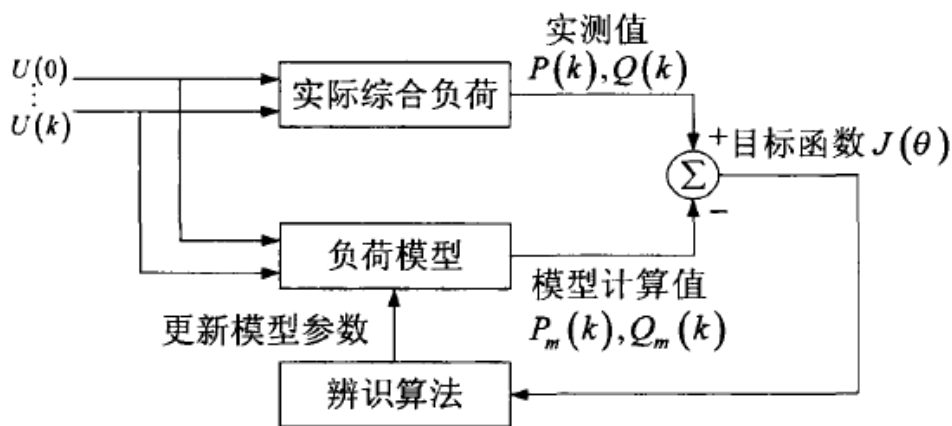 实测值
P(k),Q(k)
U(0)
⋮
U(k)
实际综合负荷
+
目标函数 J(θ)
Σ
−
负荷模型
模型计算值
P_m(k),Q_m(k)
更新模型参数
辨识算法